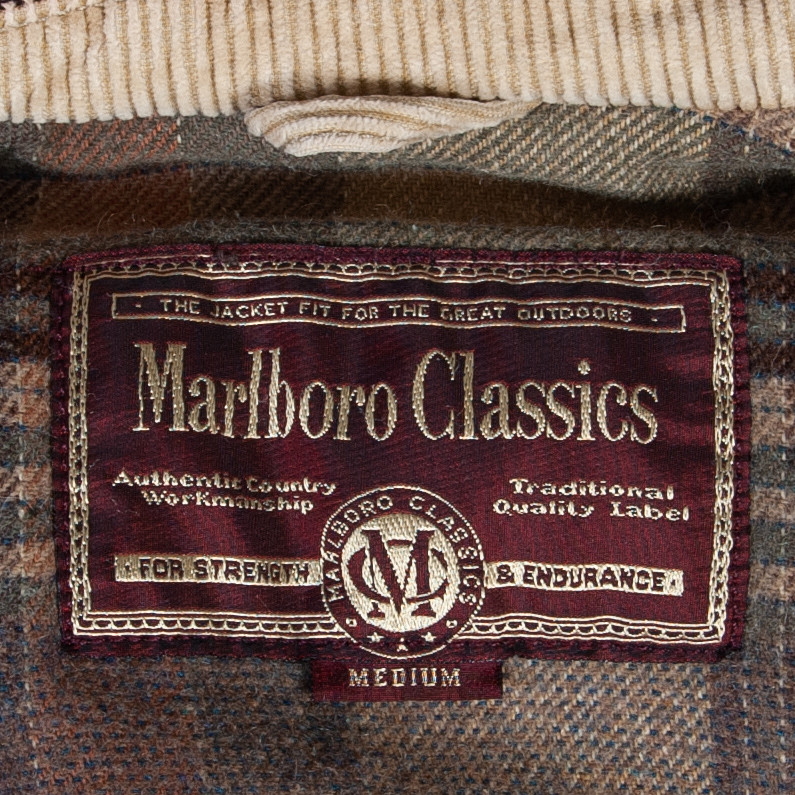 · THE JACKET FIT FOR THE GREAT OUTDOORS ·
Marlboro Classics
Authentic Country
Workmanship
Traditional
Quality Label
MARLBORO CLASSICS
MC
· FOR STRENGTH
& ENDURANCE ·
MEDIUM